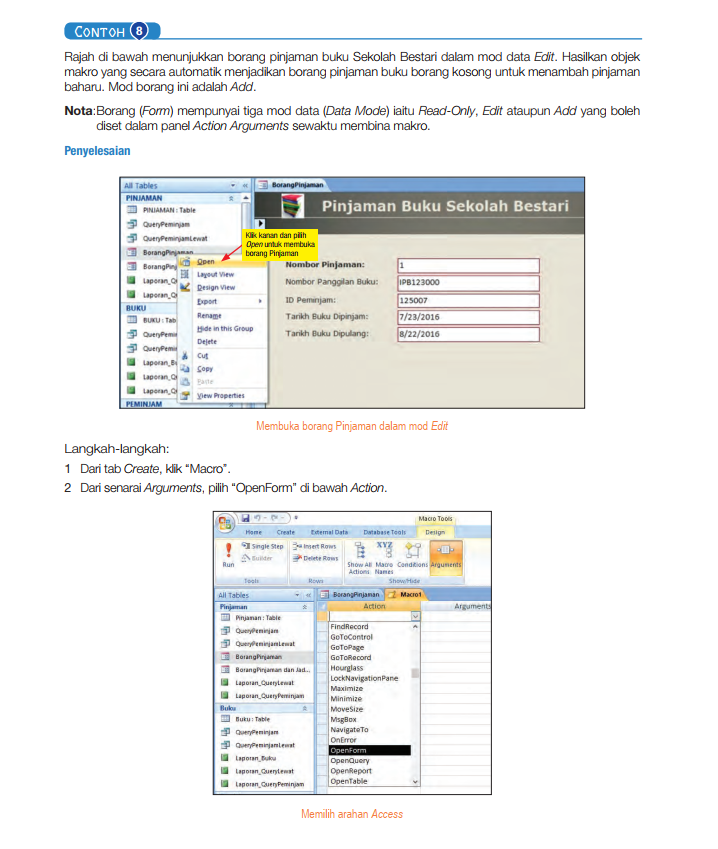 CONTOH 8
Rajah di bawah menunjukkan borang pinjaman buku Sekolah Bestari dalam mod data Edit. Hasilkan objek
makro yang secara automatik menjadikan borang pinjaman buku borang kosong untuk menambah pinjaman
baharu. Mod borang ini adalah Add.
Nota: Borang (Form) mempunyai tiga mod data (Data Mode) iaitu Read-Only, Edit ataupun Add yang boleh
diset dalam panel Action Arguments sewaktu membina makro.
Penyelesaian
All Tables
PINJAMAN
PINJAMAN : Table
QueryPeminjam
QueryPeminjamLewat
BorangPinjaman
BorangPinj
Laporan_Q
Laporan_Q
BUKU
BUKU : Tab
QueryPemi
QueryPemi
Laporan_B
Laporan_Q
Laporan_Q
PEMINJAM
Open
Layout View
Design View
Export
Rename
Hide in this Group
Delete
Cut
Copy
Paste
View Properties
Klik kanan dan pilih
Open untuk membuka
borang Pinjaman
BorangPinjaman
Pinjaman Buku Sekolah Bestari
Nombor Pinjaman: 1
Nombor Panggilan Buku: IPB123000
ID Peminjam: 125007
Tarikh Buku Dipinjam: 7/23/2016
Tarikh Buku Dipulang: 8/22/2016
Membuka borang Pinjaman dalam mod Edit
Langkah-langkah:
1 Dari tab Create, klik “Macro”.
2 Dari senarai Arguments, pilih “OpenForm” di bawah Action.
Macro Tools
Home Create External Data Database Tools Design
Run
Single Step
Builder
Tools
Insert Rows
Delete Rows
Rows
Show All Actions
Macro Names
Conditions
Arguments
Show/Hide
All Tables
Pinjaman
Pinjaman : Table
QueryPeminjam
QueryPeminjamLewat
BorangPinjaman
BorangPinjaman dan Jad...
Laporan_QueryLewat
Laporan_QueryPeminjam
Buku
Buku : Table
QueryPeminjam
QueryPeminjamLewat
Laporan_Buku
Laporan_QueryLewat
Laporan_QueryPeminjam
BorangPinjaman Macro1
Action Arguments
FindRecord
GoToControl
GoToPage
GoToRecord
Hourglass
LockNavigationPane
Maximize
Minimize
MoveSize
MsgBox
NavigateTo
OnError
OpenForm
OpenQuery
OpenReport
OpenTable
Memilih arahan Access